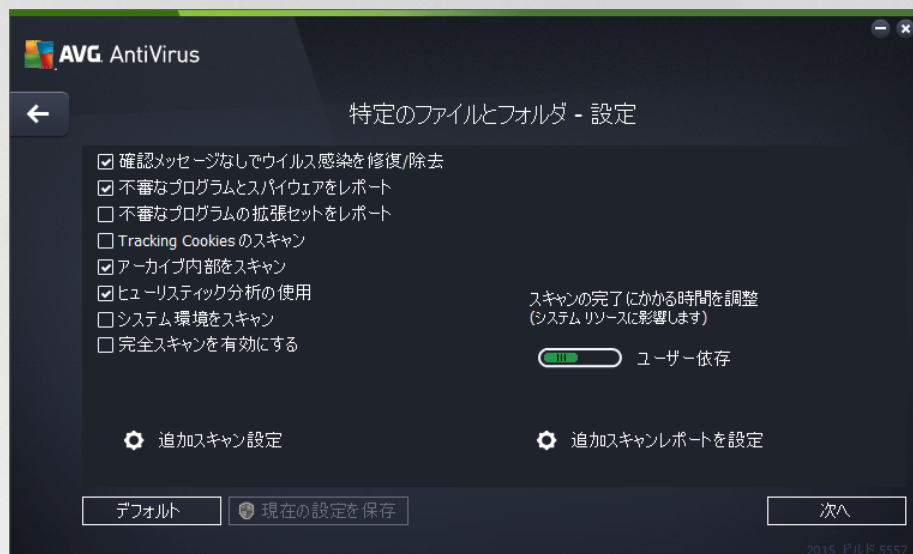 AVG. AntiVirus
特定のファイルとフォルダ - 設定
確認メッセージなしでウイルス感染を修復/除去
不審なプログラムとスパイウェアをレポート
不審なプログラムの拡張セットをレポート
Tracking Cookies のスキャン
アーカイブ内部をスキャン
ヒューリスティック分析の使用
システム環境をスキャン
完全スキャンを有効にする
スキャンの完了にかかる時間を調整
(システム リソースに影響します)
ユーザー依存
追加スキャン設定
追加スキャンレポートを設定
デフォルト
現在の設定を保存
次へ
2015 ビルド 5557